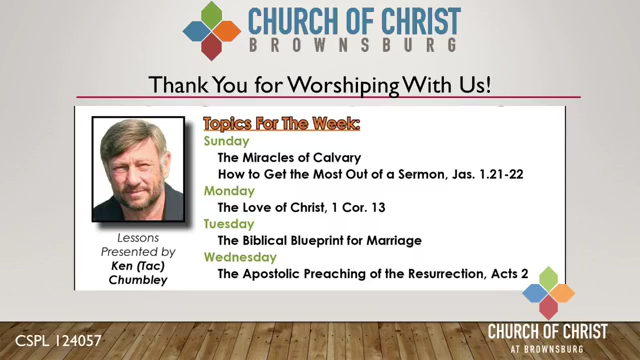 CHURCH OF CHRIST
BROWNSBURG
Thank You for Worshiping With Us!
Topics For The Week:
Sunday
The Miracles of Calvary
How to Get the Most Out of a Sermon, Jas. 1.21-22
Monday
The Love of Christ, 1 Cor. 13
Tuesday
The Biblical Blueprint for Marriage
Wednesday
The Apostolic Preaching of the Resurrection, Acts 2
Lessons
Presented by
Ken (Tac)
Chumbley
CSPL 124057
CHURCH OF CHRIST
AT BROWNSBURG